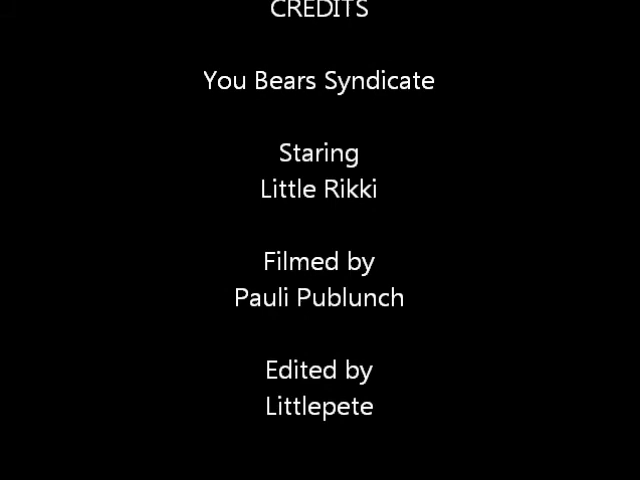 CREDITS
You Bears Syndicate
Staring
Little Rikki
Filmed by
Pauli Publunch
Edited by
Littlepete